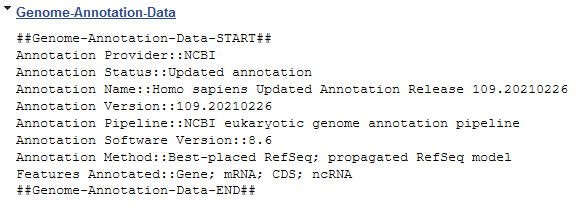 Genome-Annotation-Data
##Genome-Annotation-Data-START##
Annotation Provider::NCBI
Annotation Status::Updated annotation
Annotation Name::Homo sapiens Updated Annotation Release 109.20210226
Annotation Version::109.20210226
Annotation Pipeline::NCBI eukaryotic genome annotation pipeline
Annotation Software Version::8.6
Annotation Method::Best-placed RefSeq; propagated RefSeq model
Features Annotated::Gene; mRNA; CDS; ncRNA
##Genome-Annotation-Data-END##